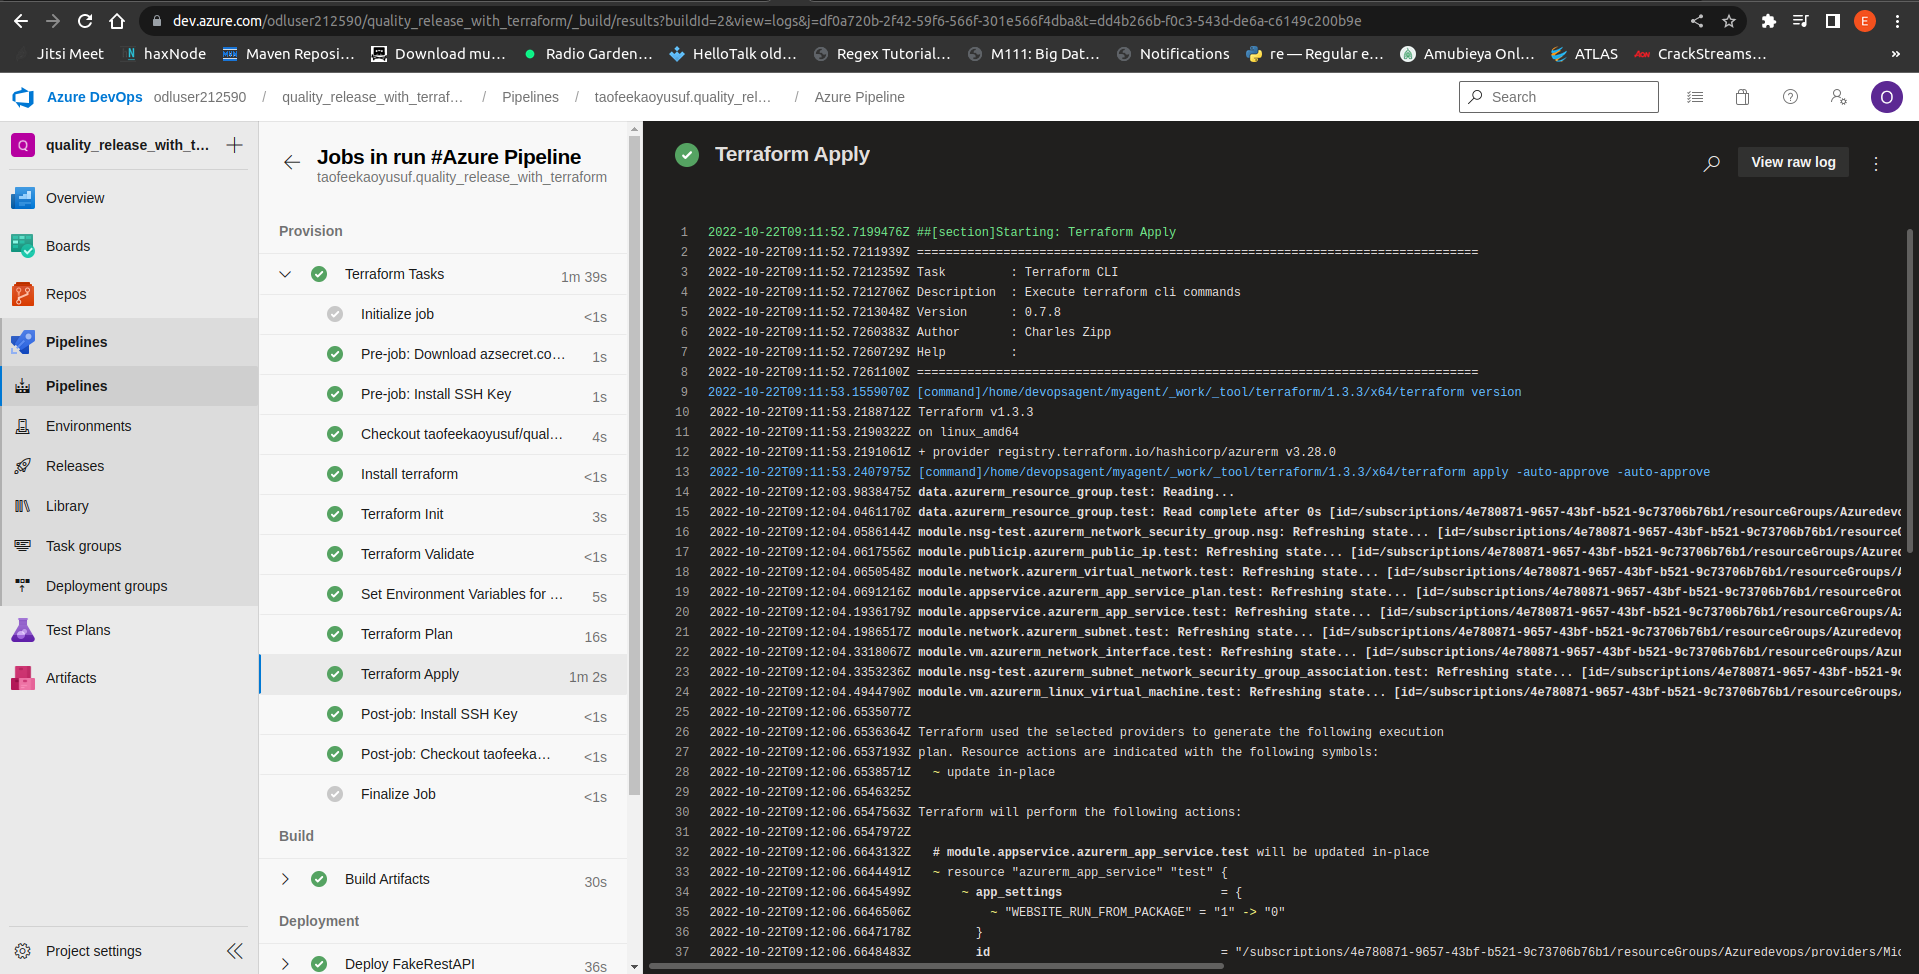 dev.azure.com/odluser212590/quality_release_with_terraform/_build/results?buildId=2&view=logs&j=df0a720b-2f42-59f6-566f-301e566f4dba&t=dd4b266b-f0c3-543d-de6a-c6149c200b9e
E
Jitsi Meet
haxNode
Maven Reposi...
Download mu...
Radio Garden...
HelloTalk old...
Regex Tutorial...
M111: Big Dat...
Notifications
re — Regular e...
Amubieya Onl...
ATLAS
CrackStreams...
»
Azure DevOps odluser212590 / quality_release_with_terraf... / Pipelines / taofeekaoyusuf.quality_rel... / Azure Pipeline
Search
O
Q quality_release_with_t...
Overview
Boards
Repos
Pipelines
Pipelines
Environments
Releases
Library
Task groups
Deployment groups
Test Plans
Artifacts
Project settings
Jobs in run #Azure Pipeline
taofeekaoyusuf.quality_release_with_terraform
Provision
Terraform Tasks 1m 39s
Initialize job <1s
Pre-job: Download azsecret.co... 1s
Pre-job: Install SSH Key 1s
Checkout taofeekaoyusuf/qual... 4s
Install terraform <1s
Terraform Init 3s
Terraform Validate <1s
Set Environment Variables for ... 5s
Terraform Plan 16s
Terraform Apply 1m 2s
Post-job: Install SSH Key <1s
Post-job: Checkout taofeeka... <1s
Finalize Job <1s
Build
Build Artifacts 30s
Deployment
Deploy FakeRestAPI 36s
Terraform Apply
View raw log
1 2022-10-22T09:11:52.7199476Z ##[section]Starting: Terraform Apply
2 2022-10-22T09:11:52.7211939Z ==============================================================================
3 2022-10-22T09:11:52.7212359Z Task         : Terraform CLI
4 2022-10-22T09:11:52.7212706Z Description  : Execute terraform cli commands
5 2022-10-22T09:11:52.7213048Z Version      : 0.7.8
6 2022-10-22T09:11:52.7260383Z Author       : Charles Zipp
7 2022-10-22T09:11:52.7260729Z Help         :
8 2022-10-22T09:11:52.7261100Z ==============================================================================
9 2022-10-22T09:11:53.1559070Z [command]/home/devopsagent/myagent/_work/_tool/terraform/1.3.3/x64/terraform version
10 2022-10-22T09:11:53.2188712Z Terraform v1.3.3
11 2022-10-22T09:11:53.2190322Z on linux_amd64
12 2022-10-22T09:11:53.2191061Z + provider registry.terraform.io/hashicorp/azurerm v3.28.0
13 2022-10-22T09:11:53.2407975Z [command]/home/devopsagent/myagent/_work/_tool/terraform/1.3.3/x64/terraform apply -auto-approve -auto-approve
14 2022-10-22T09:12:03.9838475Z data.azurerm_resource_group.test: Reading...
15 2022-10-22T09:12:04.0461170Z data.azurerm_resource_group.test: Read complete after 0s [id=/subscriptions/4e780871-9657-43bf-b521-9c73706b76b1/resourceGroups/Azuredevo
16 2022-10-22T09:12:04.0586144Z module.nsg-test.azurerm_network_security_group.nsg: Refreshing state... [id=/subscriptions/4e780871-9657-43bf-b521-9c73706b76b1/resourceG
17 2022-10-22T09:12:04.0617556Z module.publicip.azurerm_public_ip.test: Refreshing state... [id=/subscriptions/4e780871-9657-43bf-b521-9c73706b76b1/resourceGroups/Azured
18 2022-10-22T09:12:04.0650548Z module.network.azurerm_virtual_network.test: Refreshing state... [id=/subscriptions/4e780871-9657-43bf-b521-9c73706b76b1/resourceGroups/A
19 2022-10-22T09:12:04.0691216Z module.appservice.azurerm_app_service_plan.test: Refreshing state... [id=/subscriptions/4e780871-9657-43bf-b521-9c73706b76b1/resourceGrou
20 2022-10-22T09:12:04.1936179Z module.appservice.azurerm_app_service.test: Refreshing state... [id=/subscriptions/4e780871-9657-43bf-b521-9c73706b76b1/resourceGroups/Az
21 2022-10-22T09:12:04.1986517Z module.network.azurerm_subnet.test: Refreshing state... [id=/subscriptions/4e780871-9657-43bf-b521-9c73706b76b1/resourceGroups/Azuredevop
22 2022-10-22T09:12:04.3318067Z module.vm.azurerm_network_interface.test: Refreshing state... [id=/subscriptions/4e780871-9657-43bf-b521-9c73706b76b1/resourceGroups/Azur
23 2022-10-22T09:12:04.3353236Z module.nsg-test.azurerm_subnet_network_security_group_association.test: Refreshing state... [id=/subscriptions/4e780871-9657-43bf-b521-9c
24 2022-10-22T09:12:04.4944790Z module.vm.azurerm_linux_virtual_machine.test: Refreshing state... [id=/subscriptions/4e780871-9657-43bf-b521-9c73706b76b1/resourceGroups/
25 2022-10-22T09:12:06.6535077Z
26 2022-10-22T09:12:06.6536364Z Terraform used the selected providers to generate the following execution
27 2022-10-22T09:12:06.6537193Z plan. Resource actions are indicated with the following symbols:
28 2022-10-22T09:12:06.6538571Z   ~ update in-place
29 2022-10-22T09:12:06.6546325Z
30 2022-10-22T09:12:06.6547563Z Terraform will perform the following actions:
31 2022-10-22T09:12:06.6547972Z
32 2022-10-22T09:12:06.6643132Z   # module.appservice.azurerm_app_service.test will be updated in-place
33 2022-10-22T09:12:06.6644491Z   ~ resource "azurerm_app_service" "test" {
34 2022-10-22T09:12:06.6645499Z       ~ app_settings                      = {
35 2022-10-22T09:12:06.6646506Z           ~ "WEBSITE_RUN_FROM_PACKAGE" = "1" -> "0"
36 2022-10-22T09:12:06.6647178Z         }
37 2022-10-22T09:12:06.6648483Z         id                                = "/subscriptions/4e780871-9657-43bf-b521-9c73706b76b1/resourceGroups/Azuredevops/providers/Mic